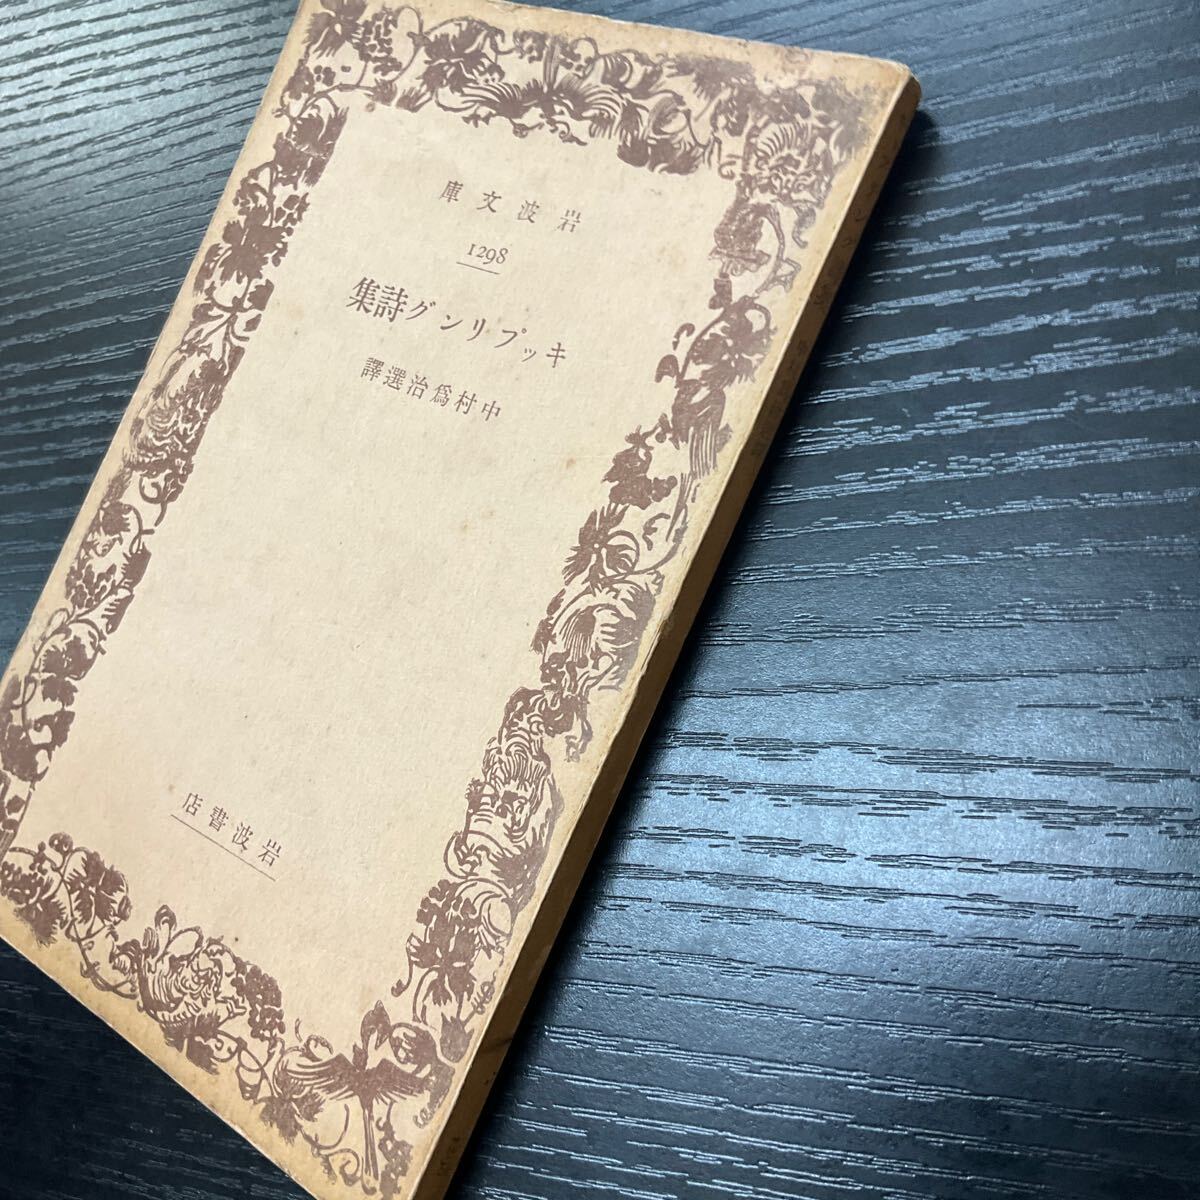 岩波文庫
1298
キップリング詩集
中村爲治選譯
岩波書店